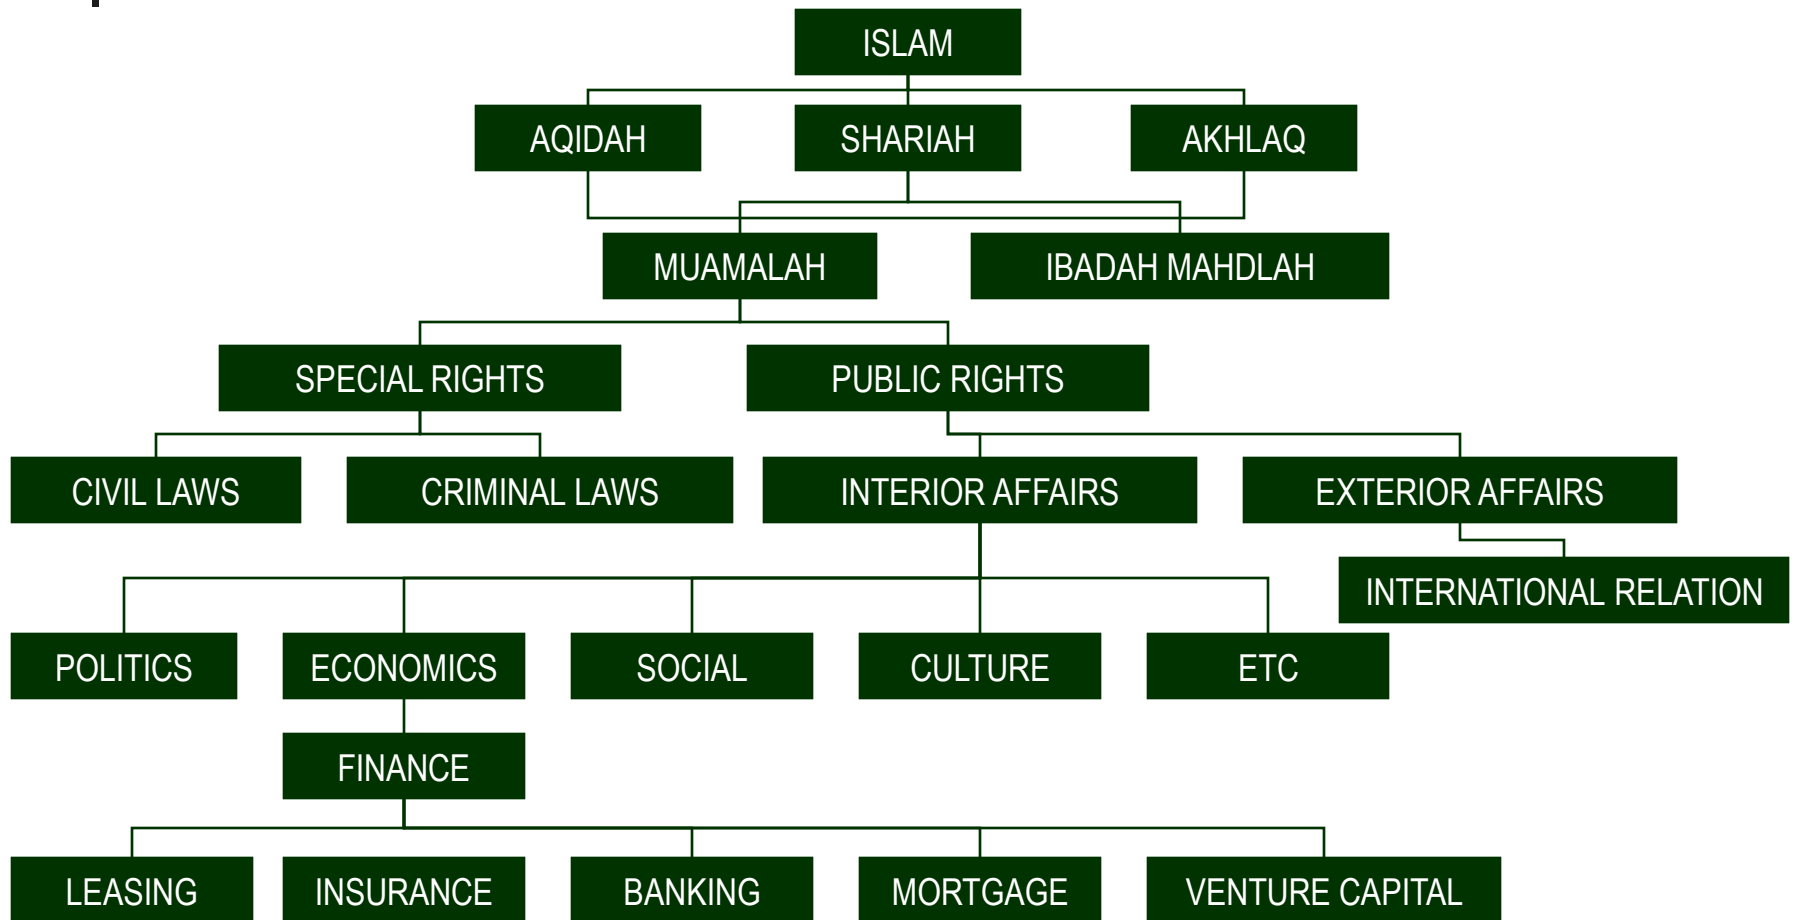 ISLAM
AQIDAH
SHARIAH
AKHLAQ
MUAMALAH
IBADAH MAHDLAH
SPECIAL RIGHTS
PUBLIC RIGHTS
CIVIL LAWS
CRIMINAL LAWS
INTERIOR AFFAIRS
EXTERIOR AFFAIRS
INTERNATIONAL RELATION
POLITICS
ECONOMICS
SOCIAL
CULTURE
ETC
FINANCE
LEASING
INSURANCE
BANKING
MORTGAGE
VENTURE CAPITAL